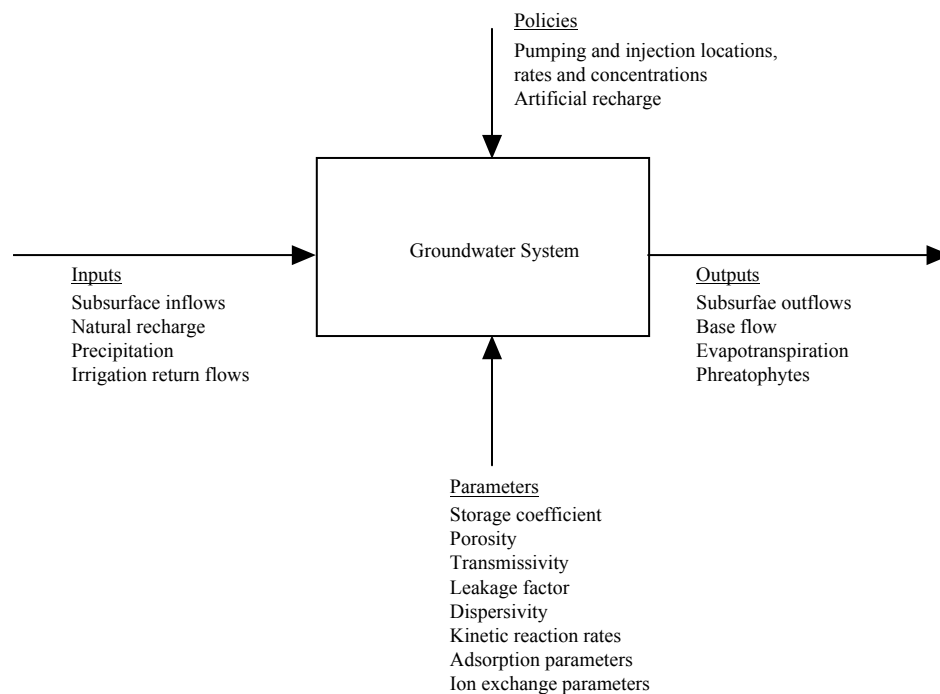 Policies
Pumping and injection locations,
rates and concentrations
Artificial recharge
Groundwater System
Inputs
Subsurface inflows
Natural recharge
Precipitation
Irrigation return flows
Outputs
Subsurfae outflows
Base flow
Evapotranspiration
Phreatophytes
Parameters
Storage coefficient
Porosity
Transmissivity
Leakage factor
Dispersivity
Kinetic reaction rates
Adsorption parameters
Ion exchange parameters